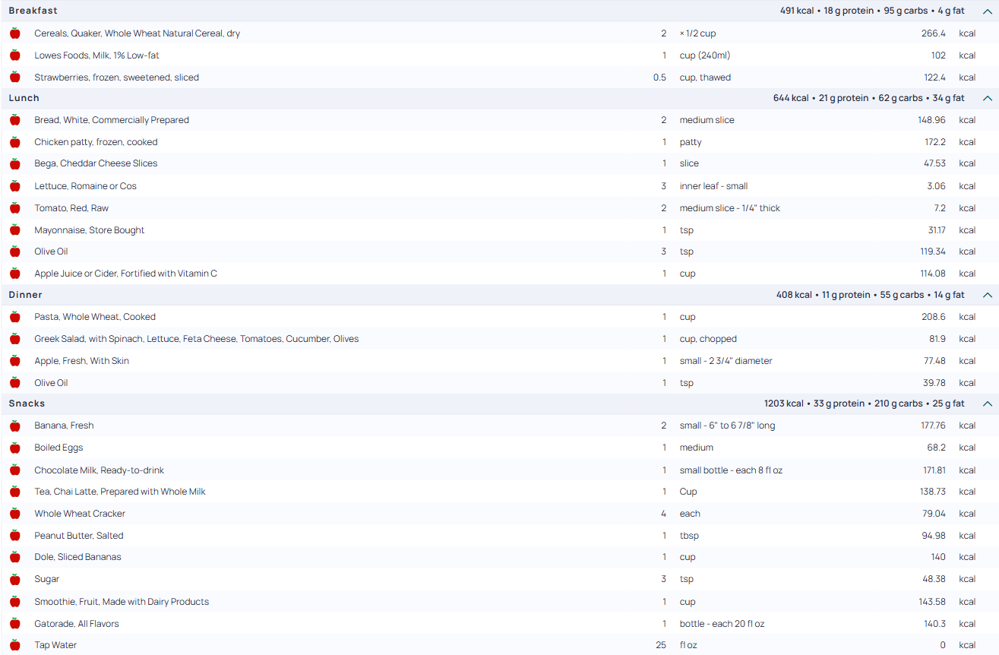 Breakfast 491 kcal • 18 g protein • 95 g carbs • 4 g fat
Cereals, Quaker, Whole Wheat Natural Cereal, dry 2 × 1/2 cup 266.4 kcal
Lowes Foods, Milk, 1% Low-fat 1 cup (240ml) 102 kcal
Strawberries, frozen, sweetened, sliced 0.5 cup, thawed 122.4 kcal
Lunch 644 kcal • 21 g protein • 62 g carbs • 34 g fat
Bread, White, Commercially Prepared 2 medium slice 148.96 kcal
Chicken patty, frozen, cooked 1 patty 172.2 kcal
Bega, Cheddar Cheese Slices 1 slice 47.53 kcal
Lettuce, Romaine or Cos 3 inner leaf - small 3.06 kcal
Tomato, Red, Raw 2 medium slice - 1/4" thick 7.2 kcal
Mayonnaise, Store Bought 1 tsp 31.17 kcal
Olive Oil 3 tsp 119.34 kcal
Apple Juice or Cider, Fortified with Vitamin C 1 cup 114.08 kcal
Dinner 408 kcal • 11 g protein • 55 g carbs • 14 g fat
Pasta, Whole Wheat, Cooked 1 cup 208.6 kcal
Greek Salad, with Spinach, Lettuce, Feta Cheese, Tomatoes, Cucumber, Olives 1 cup, chopped 81.9 kcal
Apple, Fresh, With Skin 1 small - 2 3/4" diameter 77.48 kcal
Olive Oil 1 tsp 39.78 kcal
Snacks 1203 kcal • 33 g protein • 210 g carbs • 25 g fat
Banana, Fresh 2 small - 6" to 6 7/8" long 177.76 kcal
Boiled Eggs 1 medium 68.2 kcal
Chocolate Milk, Ready-to-drink 1 small bottle - each 8 fl oz 171.81 kcal
Tea, Chai Latte, Prepared with Whole Milk 1 Cup 138.73 kcal
Whole Wheat Cracker 4 each 79.04 kcal
Peanut Butter, Salted 1 tbsp 94.98 kcal
Dole, Sliced Bananas 1 cup 140 kcal
Sugar 3 tsp 48.38 kcal
Smoothie, Fruit, Made with Dairy Products 1 cup 143.58 kcal
Gatorade, All Flavors 1 bottle - each 20 fl oz 140.3 kcal
Tap Water 25 fl oz 0 kcal